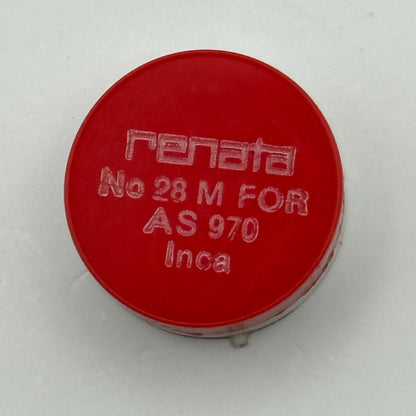 renata
No 28 M FOR
AS 970
Inca